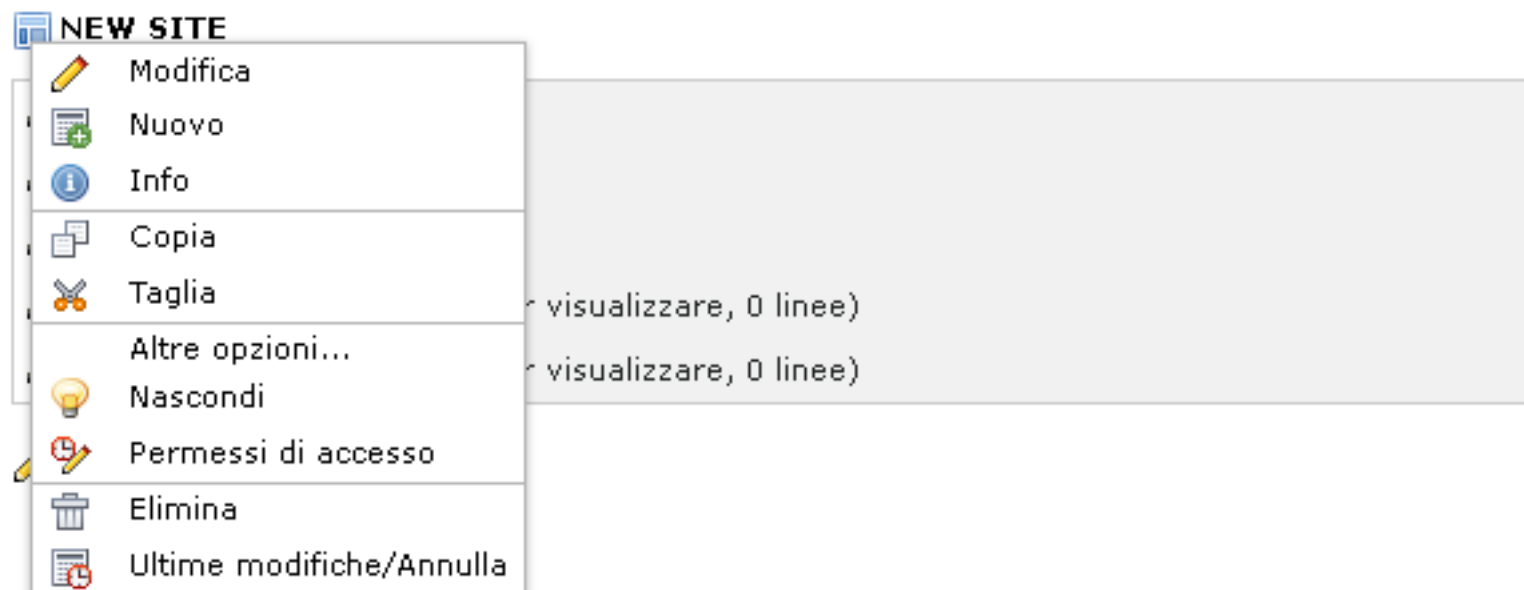 NEW SITE
Modifica
Nuovo
Info
Copia
Taglia
visualizzare, 0 linee)
Altre opzioni...
visualizzare, 0 linee)
Nascondi
Permessi di accesso
Elimina
Ultime modifiche/Annulla